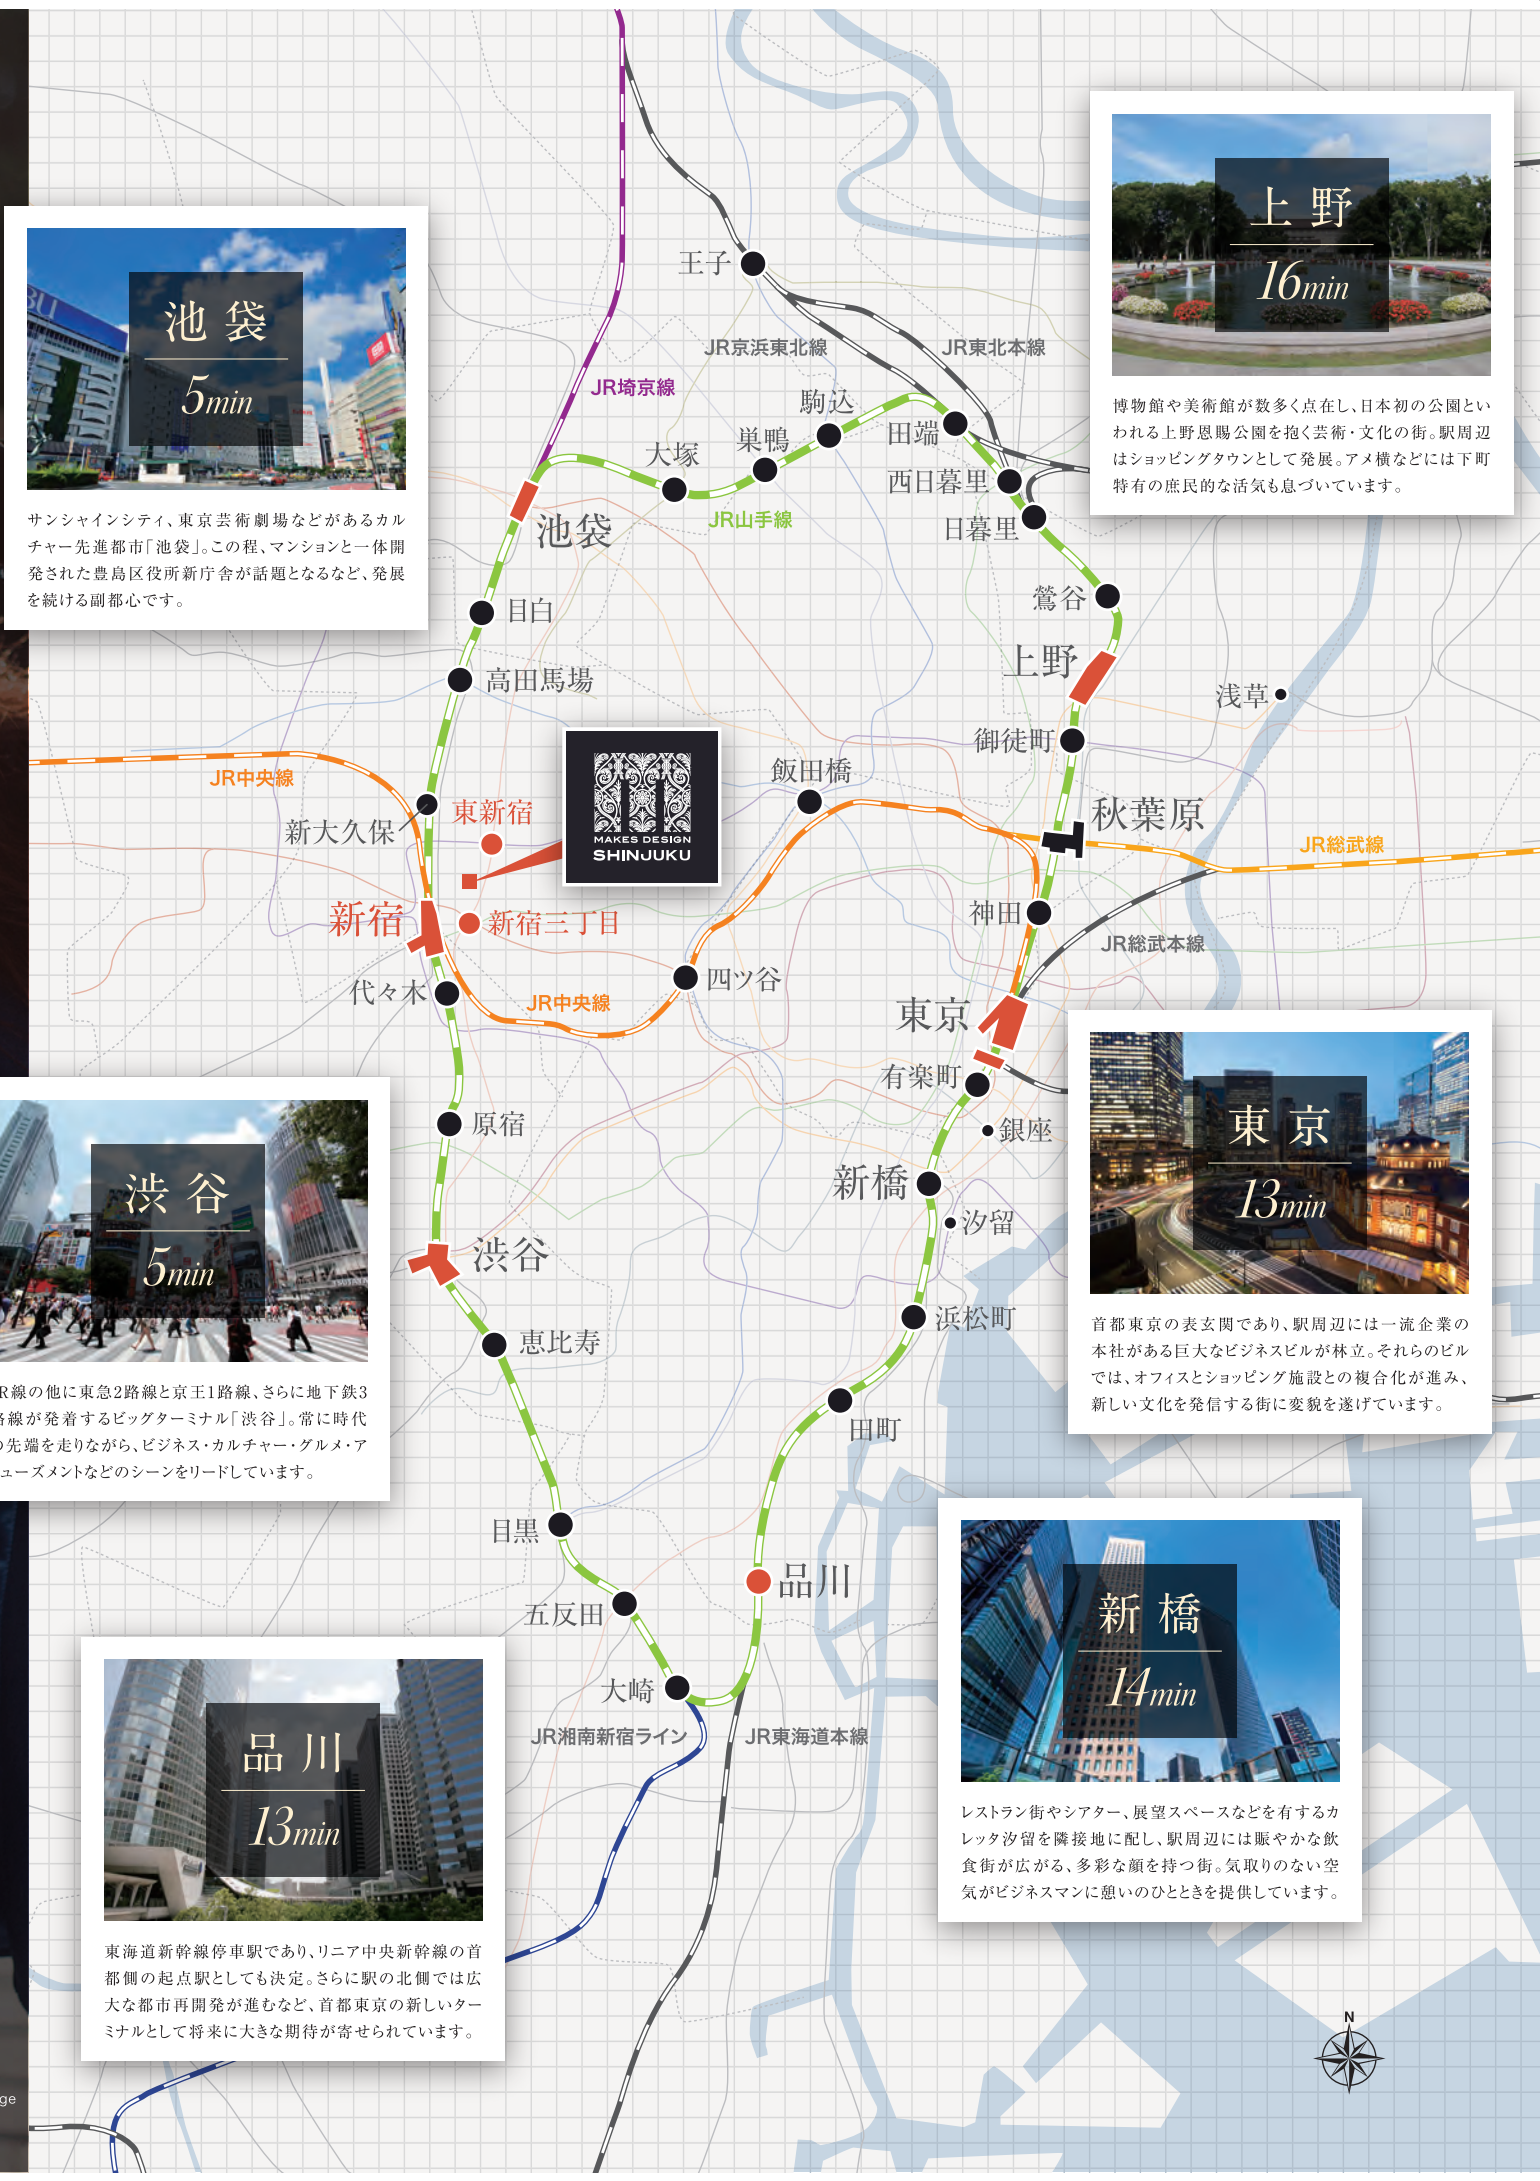 池袋
5min
サンシャインシティ、東京芸術劇場などがあるカル
チャー先進都市「池袋」。この程、マンションと一体開
発された豊島区役所新庁舎が話題となるなど、発展
を続ける副都心です。
上野
16min
博物館や美術館が数多く点在し、日本初の公園とい
われる上野恩賜公園を抱く芸術・文化の街。駅周辺
はショッピングタウンとして発展。アメ横などには下町
特有の庶民的な活気も息づいています。
王子
JR京浜東北線
JR東北本線
JR埼京線
駒込
田端
巣鴨
大塚
西日暮里
JR山手線
池袋
日暮里
目白
鶯谷
上野
高田馬場
浅草
御徒町
JR中央線
飯田橋
東新宿
秋葉原
新大久保
MAKES DESIGN
SHINJUKU
JR総武線
新宿
新宿三丁目
神田
JR総武本線
四ツ谷
代々木
JR中央線
東京
有楽町
原宿
銀座
新橋
汐留
渋谷
浜松町
恵比寿
田町
目黒
品川
五反田
大崎
JR湘南新宿ライン
JR東海道本線
渋谷
5min
R線の他に東急2路線と京王1路線、さらに地下鉄3
路線が発着するビッグターミナル「渋谷」。常に時代
の先端を走りながら、ビジネス・カルチャー・グルメ・ア
ューズメントなどのシーンをリードしています。
東京
13min
首都東京の表玄関であり、駅周辺には一流企業の
本社がある巨大なビジネスビルが林立。それらのビル
では、オフィスとショッピング施設との複合化が進み、
新しい文化を発信する街に変貌を遂げています。
新橋
14min
レストラン街やシアター、展望スペースなどを有するカ
レッタ汐留を隣接地に配し、駅周辺には賑やかな飲
食街が広がる、多彩な顔を持つ街。気取りのない空
気がビジネスマンに憩いのひとときを提供しています。
品川
13min
東海道新幹線停車駅であり、リニア中央新幹線の首
都側の起点駅としても決定。さらに駅の北側では広
大な都市再開発が進むなど、首都東京の新しいター
ミナルとして将来に大きな期待が寄せられています。
N
ge